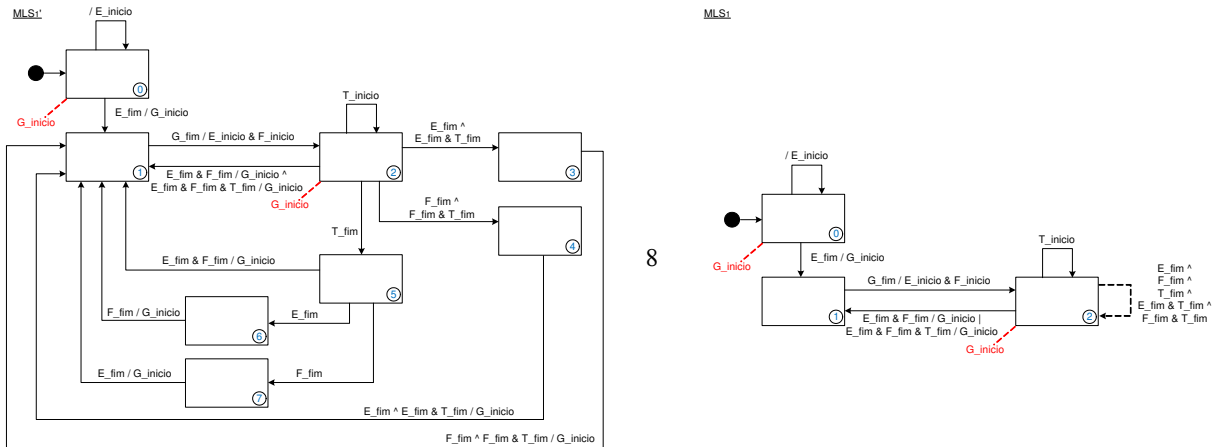 MLS1'
/ E_inicio
0
G_inicio
E_fim / G_inicio
T_inicio
G_fim / E_inicio & F_inicio
E_fim ^
E_fim & T_fim
1
E_fim & F_fim / G_inicio ^
E_fim & F_fim & T_fim / G_inicio
2
3
G_inicio
F_fim ^
F_fim & T_fim
4
T_fim
E_fim & F_fim / G_inicio
5
F_fim / G_inicio
E_fim
6
E_fim / G_inicio
F_fim
7
E_fim ^ E_fim & T_fim / G_inicio
F_fim ^ F_fim & T_fim / G_inicio
8
MLS1
/ E_inicio
0
G_inicio
E_fim / G_inicio
T_inicio
G_fim / E_inicio & F_inicio
1
E_fim & F_fim / G_inicio |
E_fim & F_fim & T_fim / G_inicio
2
G_inicio
E_fim ^
F_fim ^
T_fim ^
E_fim & T_fim ^
F_fim & T_fim